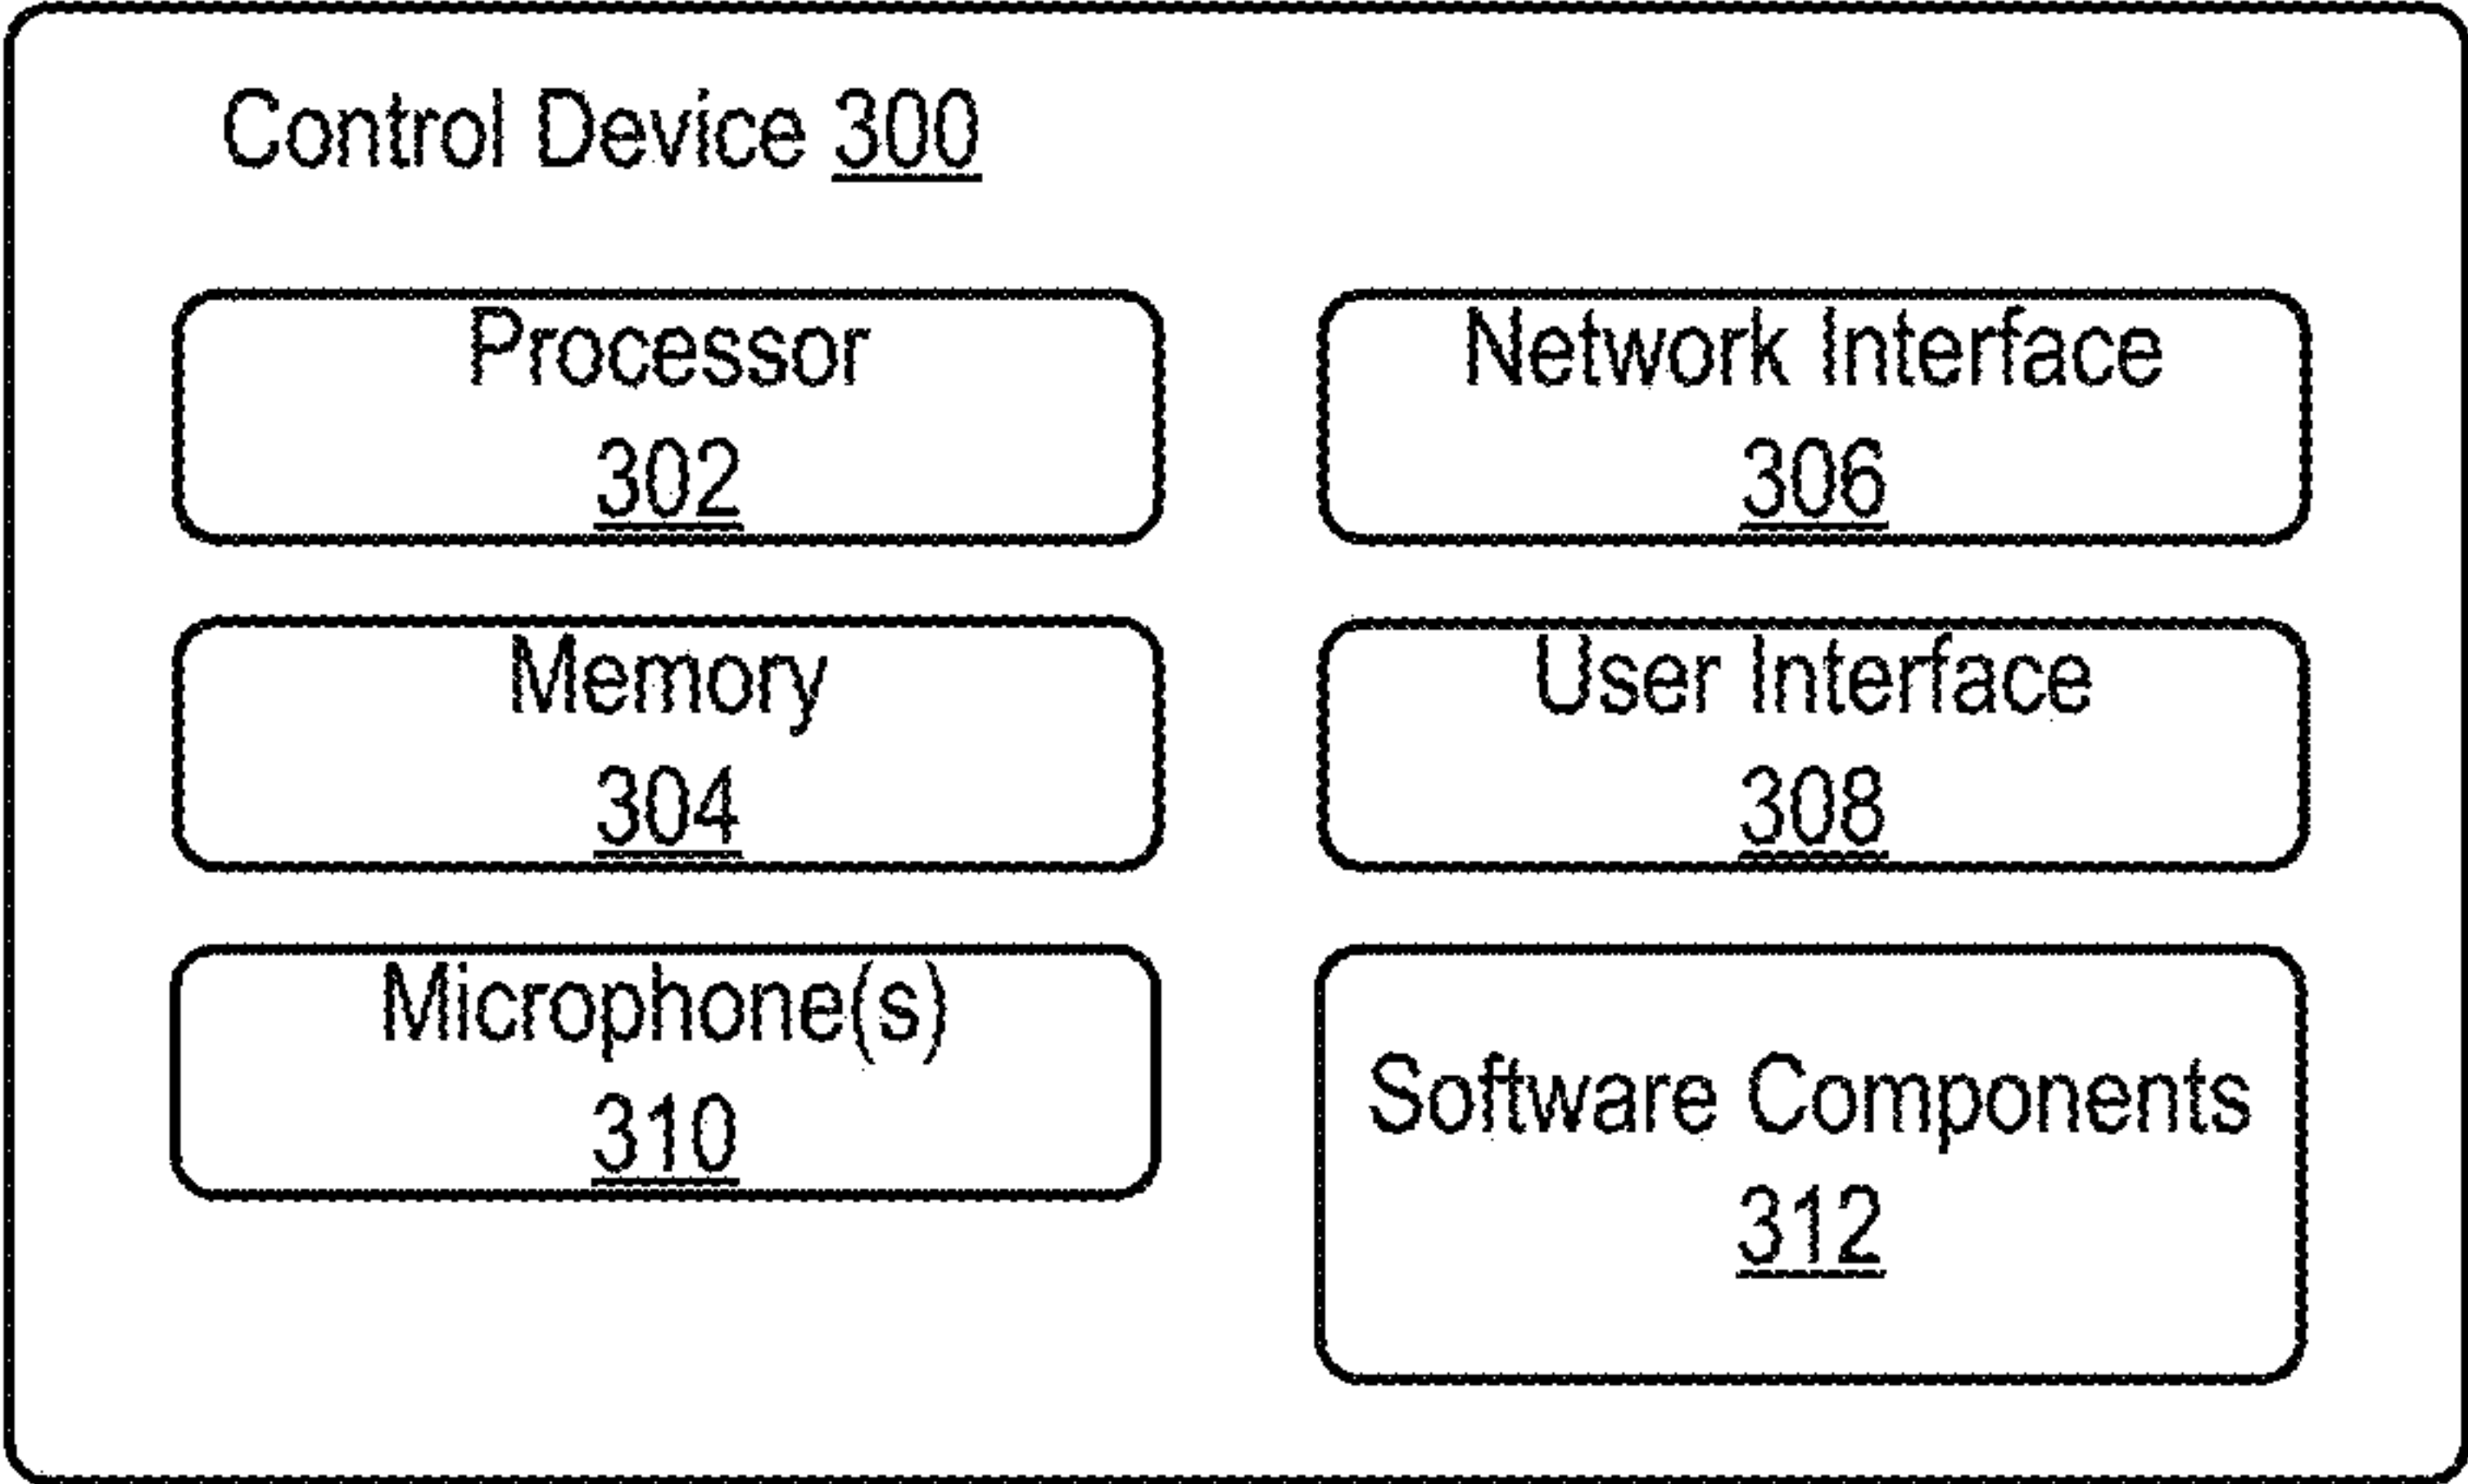 Control Device 300
Processor
302
Network Interface
306
Memory
304
User Interface
308
Microphone(s)
310
Software Components
312